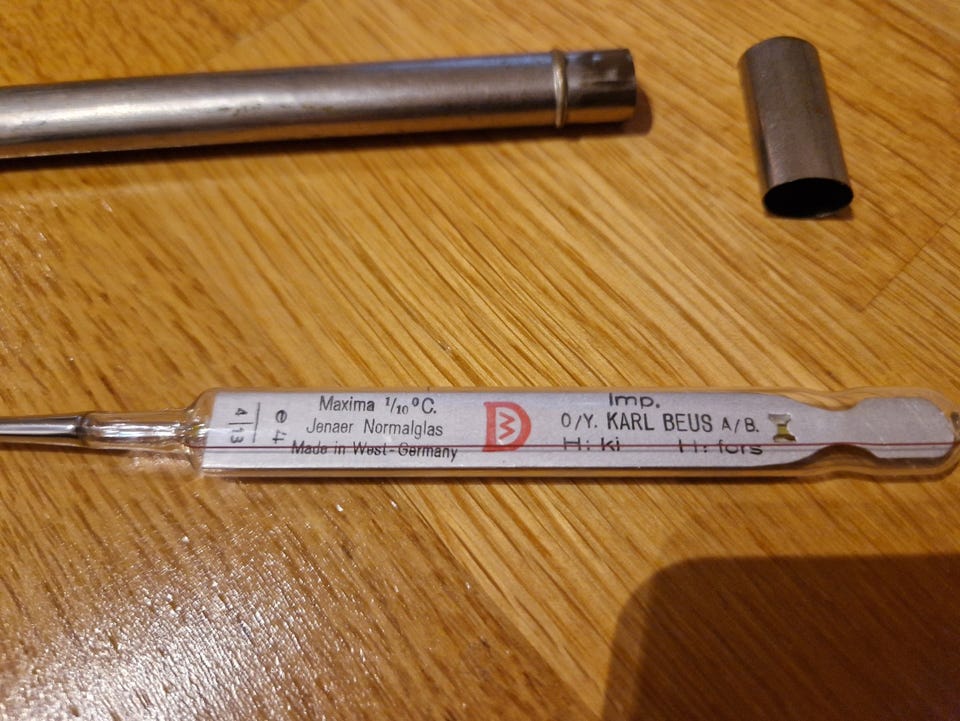 4 | 13
e 4
Maxima 1/10 °C.
Jenaer Normalglas
Made in West-Germany
W
Imp.
O/Y. KARL BEUS A/B.
H:ki H:fors